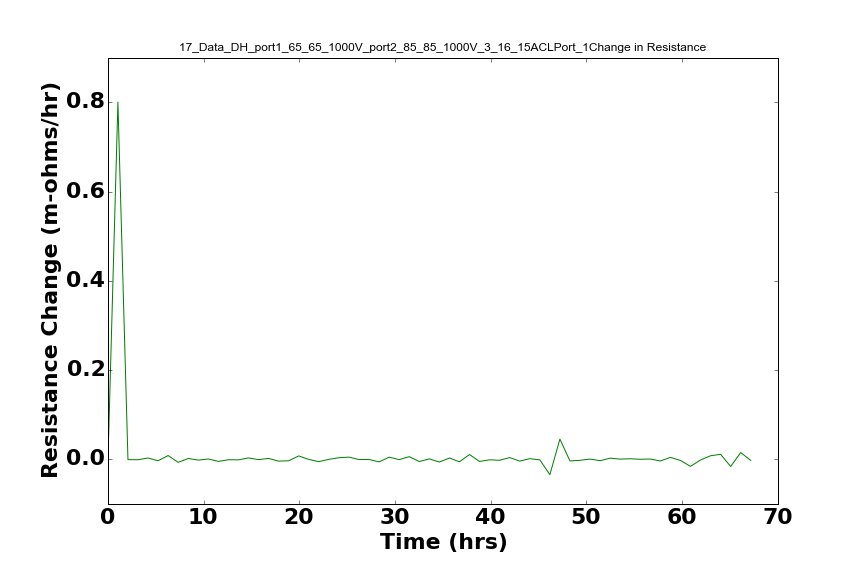 17_Data_DH_port1_65_65_1000V_port2_85_85_1000V_3_16_15ACLPort_1Change in Resistance
Resistance Change (m-ohms/hr)
0.8
0.6
0.4
0.2
0.0
0 10 20 30 40 50 60 70
Time (hrs)